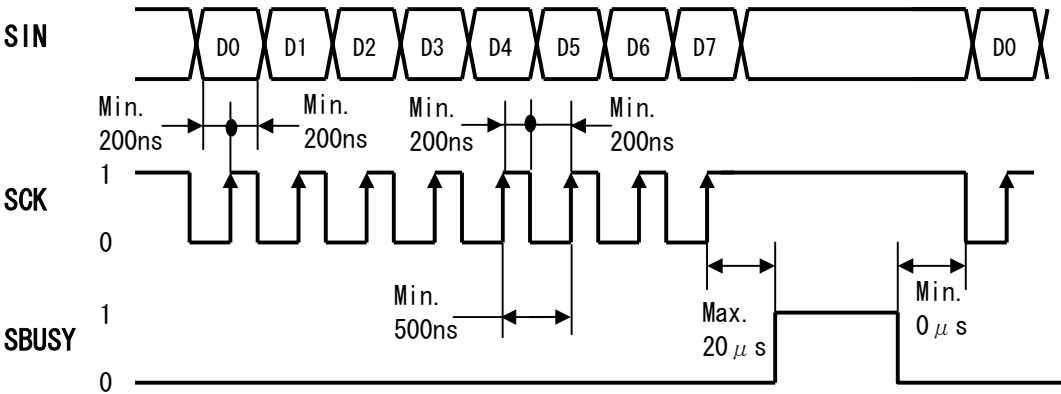 SIN
D0 D1 D2 D3 D4 D5 D6 D7 D0
Min. 200ns
Min. 200ns
Min. 200ns
Min. 200ns
SCK
1
0
Min. 500ns
Max. 20μs
Min. 0μs
SBUSY
1
0